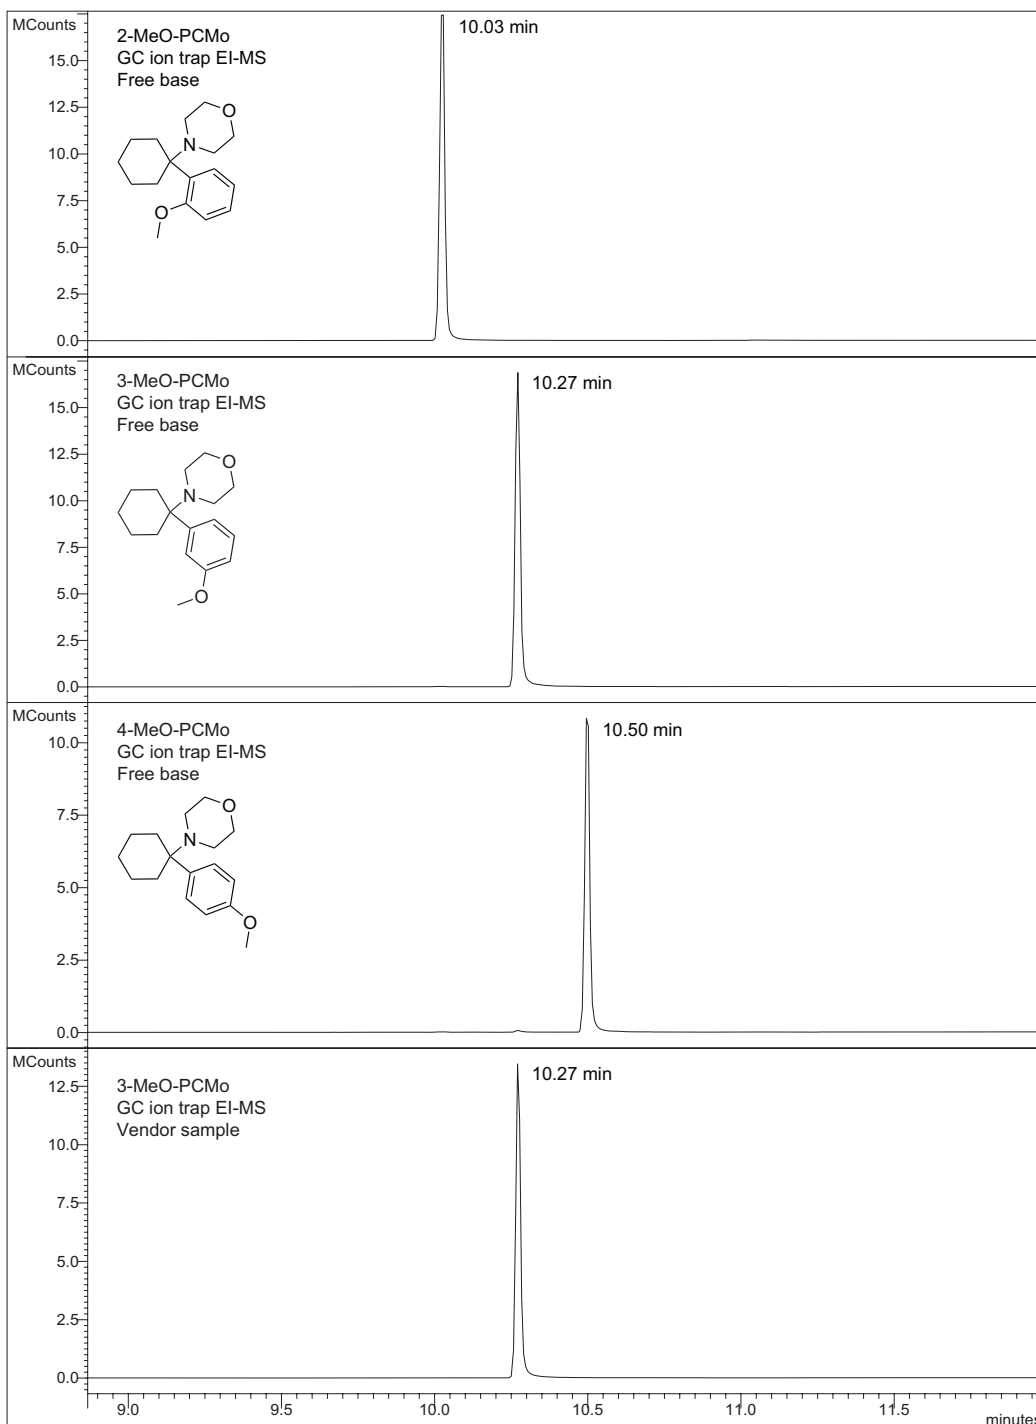 MCounts
2-MeO-PCMo
GC ion trap EI-MS
Free base
10.03 min
15.0
12.5
10.0
7.5
5.0
2.5
0.0
O
N
O
MCounts
3-MeO-PCMo
GC ion trap EI-MS
Free base
10.27 min
15.0
12.5
10.0
7.5
5.0
2.5
0.0
O
N
O
MCounts
4-MeO-PCMo
GC ion trap EI-MS
Free base
10.50 min
10.0
7.5
5.0
2.5
0.0
O
N
O
MCounts
3-MeO-PCMo
GC ion trap EI-MS
Vendor sample
10.27 min
12.5
10.0
7.5
5.0
2.5
0.0
9.0 9.5 10.0 10.5 11.0 11.5